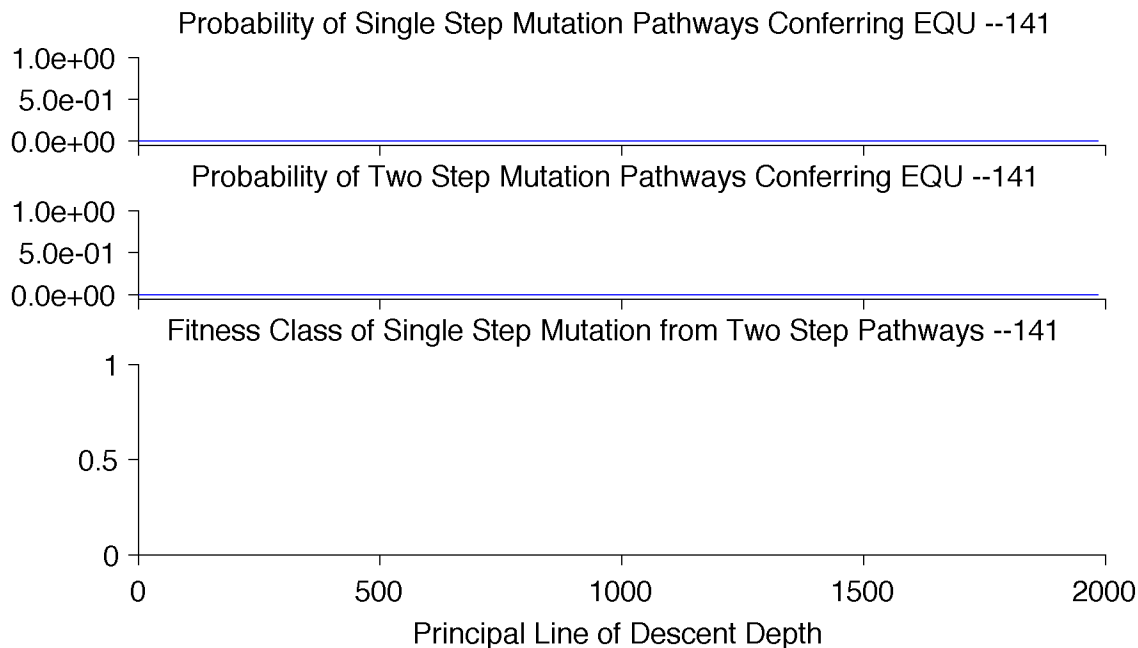 Probability of Single Step Mutation Pathways Conferring EQU --141
1.0e+00
5.0e-01
0.0e+00
Probability of Two Step Mutation Pathways Conferring EQU --141
1.0e+00
5.0e-01
0.0e+00
Fitness Class of Single Step Mutation from Two Step Pathways --141
1
0.5
0
0 500 1000 1500 2000
Principal Line of Descent Depth